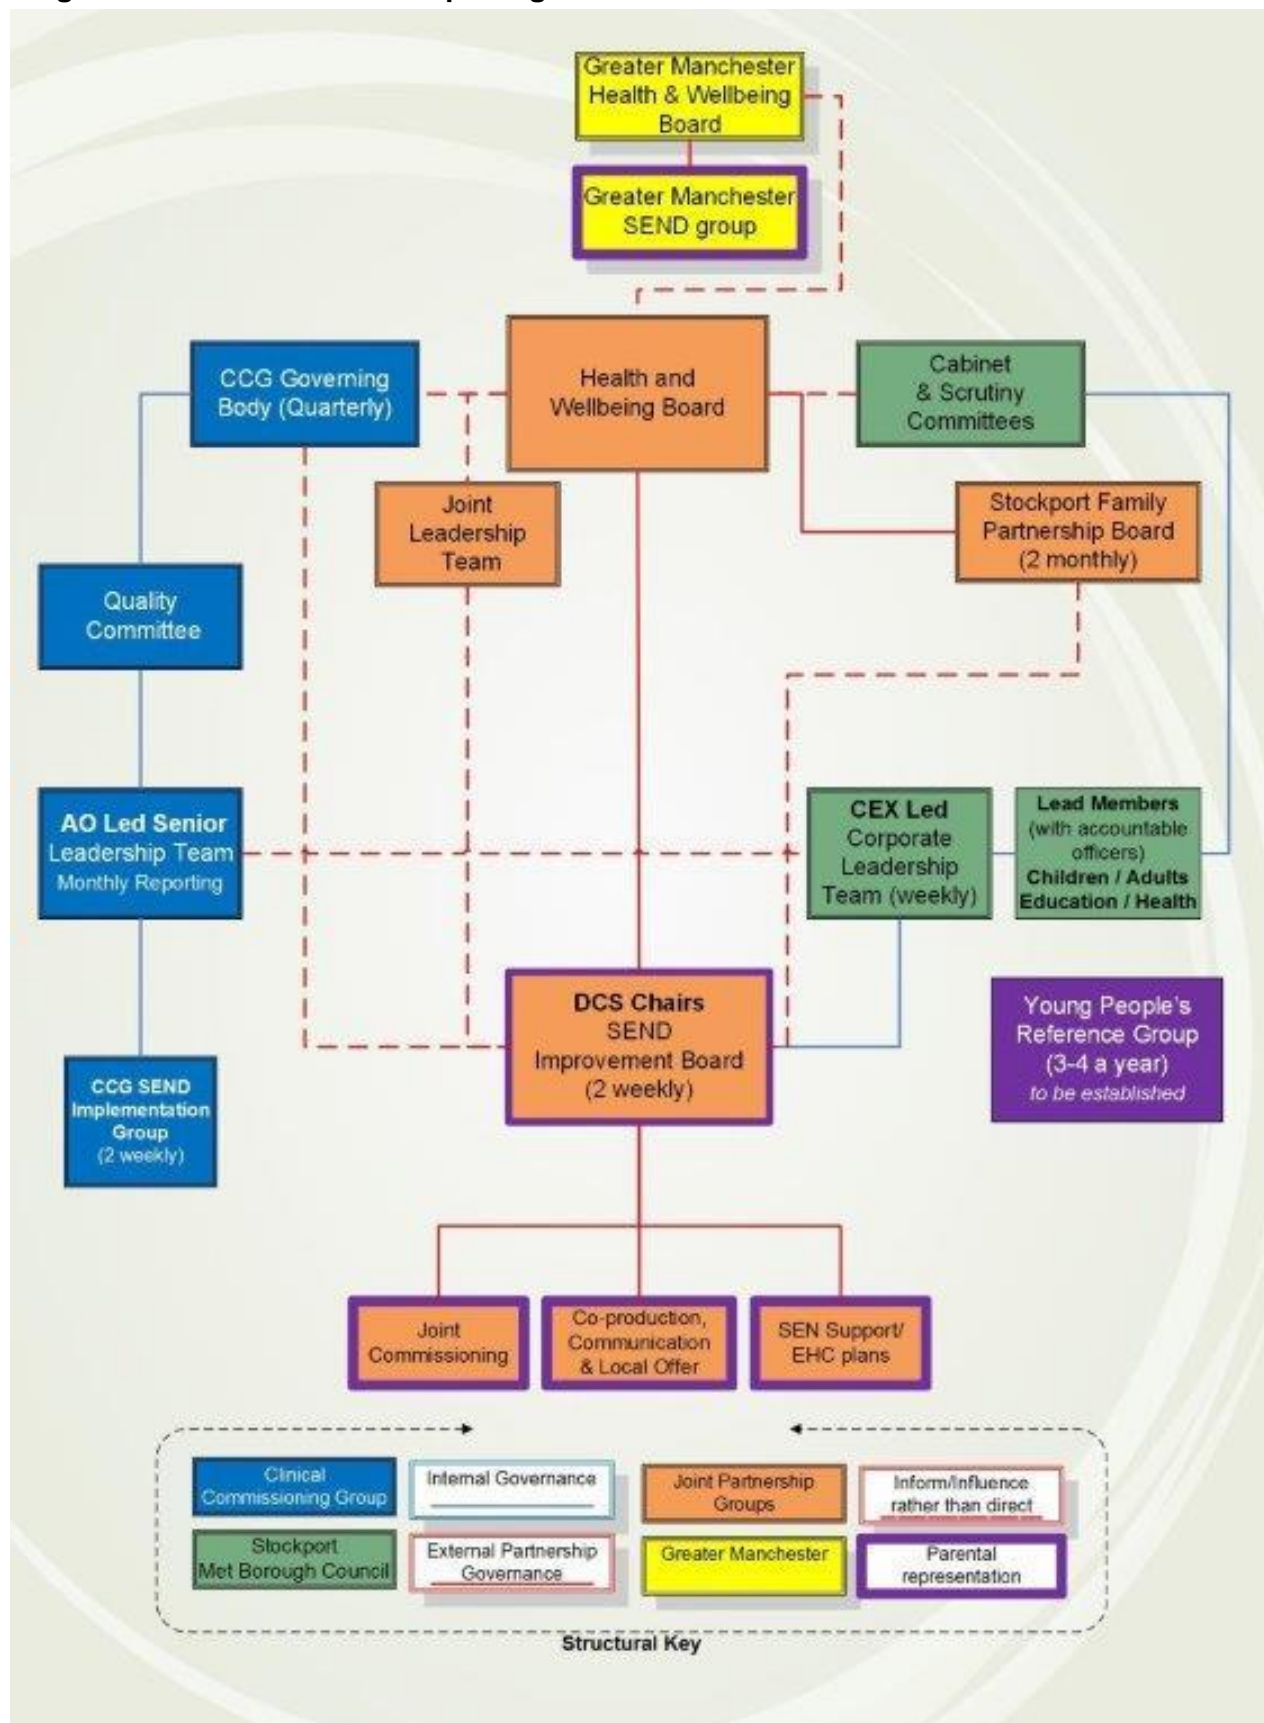 Greater Manchester
Health & Wellbeing
Board
Greater Manchester
SEND group
CCG Governing
Body (Quarterly)
Health and
Wellbeing Board
Cabinet
& Scrutiny
Committees
Joint
Leadership
Team
Stockport Family
Partnership Board
(2 monthly)
Quality
Committee
AO Led Senior
Leadership Team
Monthly Reporting
CEX Led
Corporate
Leadership
Team (weekly)
Lead Members
(with accountable
officers)
Children / Adults
Education / Health
DCS Chairs
SEND
Improvement Board
(2 weekly)
Young People's
Reference Group
(3-4 a year)
to be established
CCG SEND
Implementation
Group
(2 weekly)
Joint
Commissioning
Co-production,
Communication
& Local Offer
SEN Support/
EHC plans
Clinical
Commissioning Group
Internal Governance
Joint Partnership
Groups
Inform/Influence
rather than direct
Stockport
Met Borough Council
External Partnership
Governance
Greater Manchester
Parental
representation
Structural Key